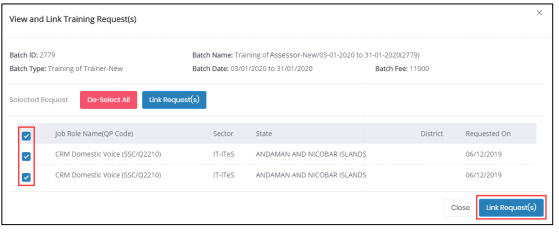 View and Link Training Request(s)
×
Batch ID: 2779 Batch Name: Training of Assessor-New/03-01-2020 to 31-01-2020(2779)
Batch Type: Training of Trainer-New Batch Date: 03/01/2020 to 31/01/2020 Batch Fee: 11000
Selected Request De-Select All Link Request(s)
Job Role Name(QP Code) Sector State District Requested On
CRM Domestic Voice (SSC/Q2210) IT-ITeS ANDAMAN AND NICOBAR ISLANDS 06/12/2019
CRM Domestic Voice (SSC/Q2210) IT-ITeS ANDAMAN AND NICOBAR ISLANDS 06/12/2019
Close Link Request(s)